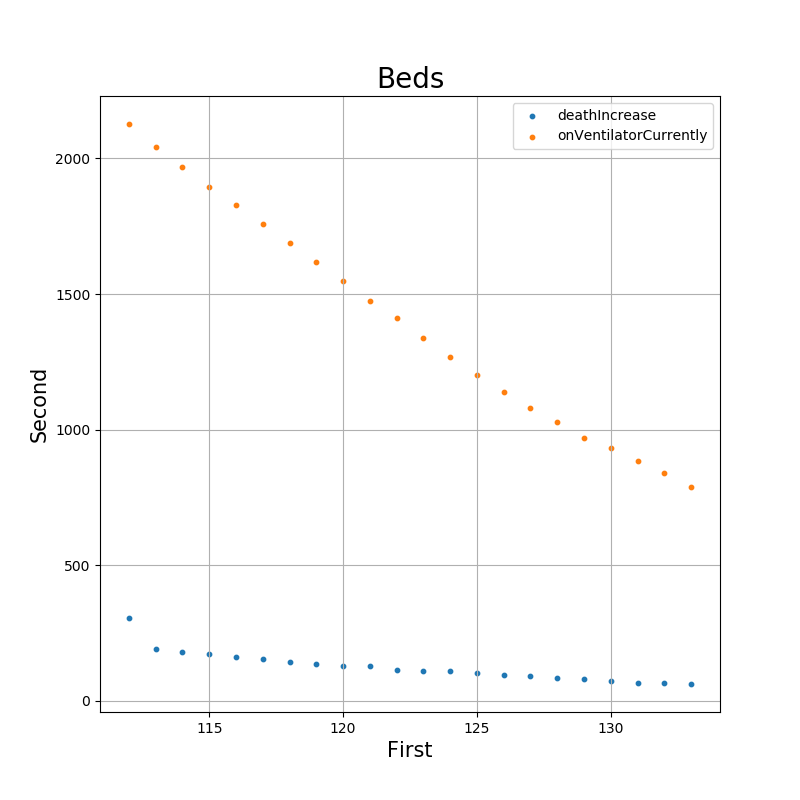 Beds
deathIncrease
onVentilatorCurrently
2000
1500
1000
500
0
Second
115 120 125 130
First